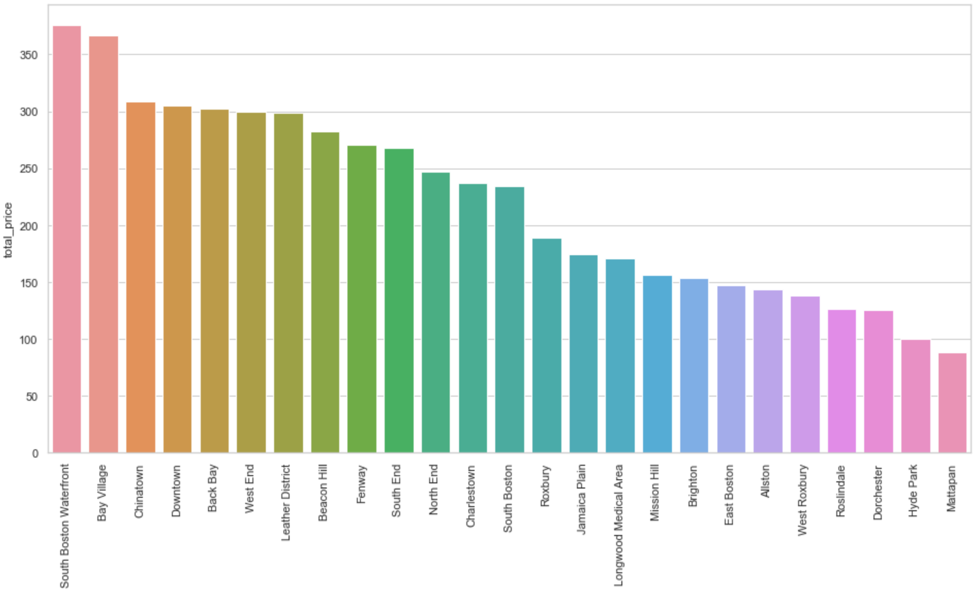 total_price
350
300
250
200
150
100
50
0
South Boston Waterfront
Bay Village
Chinatown
Downtown
Back Bay
West End
Leather District
Beacon Hill
Fenway
South End
North End
Charlestown
South Boston
Roxbury
Jamaica Plain
Longwood Medical Area
Mission Hill
Brighton
East Boston
Allston
West Roxbury
Roslindale
Dorchester
Hyde Park
Mattapan